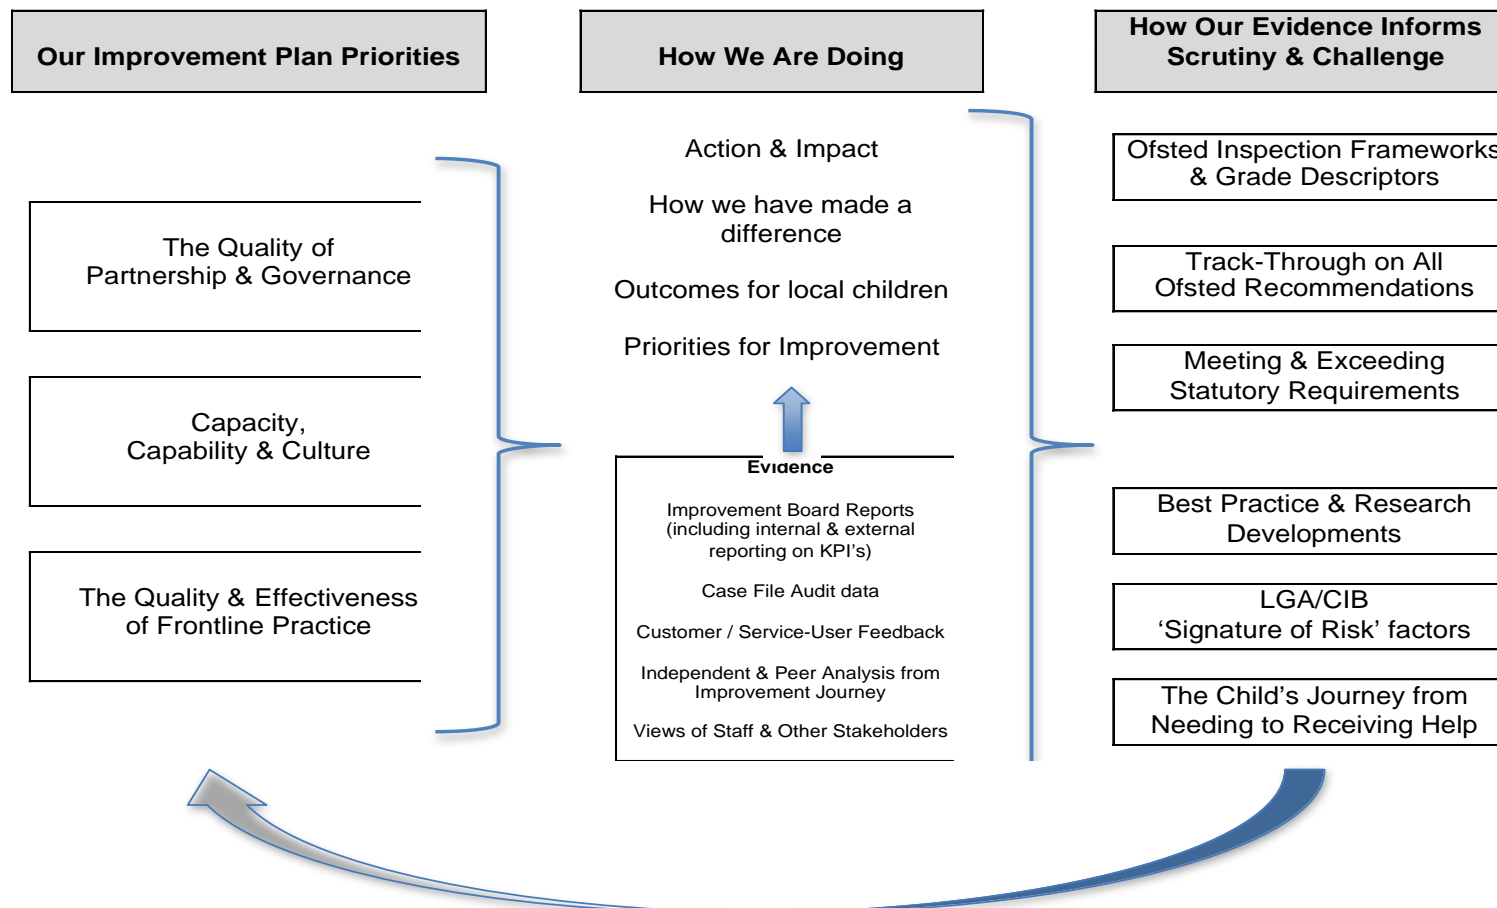 Our Improvement Plan Priorities
How We Are Doing
How Our Evidence Informs
Scrutiny & Challenge
The Quality of
Partnership & Governance
Capacity,
Capability & Culture
The Quality & Effectiveness
of Frontline Practice
Action & Impact
How we have made a
difference
Outcomes for local children
Priorities for Improvement
Evidence
Improvement Board Reports
(including internal & external
reporting on KPI's)
Case File Audit data
Customer / Service-User Feedback
Independent & Peer Analysis from
Improvement Journey
Views of Staff & Other Stakeholders
Ofsted Inspection Frameworks
& Grade Descriptors
Track-Through on All
Ofsted Recommendations
Meeting & Exceeding
Statutory Requirements
Best Practice & Research
Developments
LGA/CIB
‘Signature of Risk’ factors
The Child’s Journey from
Needing to Receiving Help